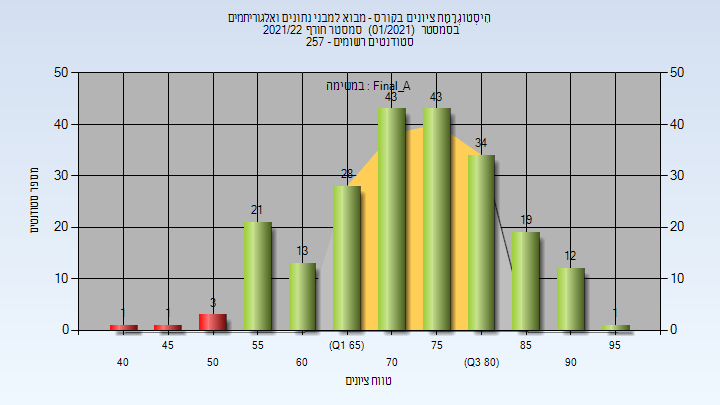 הִיסְטוֹגְרָמַת ציונים בקורס - מבוא למבני נתונים ואלגוריתמים
בסמסטר (01/2021) סמסטר חורף 2021/22
סטודנטים רשומים - 257
במשימה : Final_A
50 50
40 40
30 30
20 20
10 10
0 0
מספר סטודנטים
1 1 3 21 13 28 43 43 34 19 12 1
45 55 (Q1 65) 75 85 95
40 50 60 70 (Q3 80) 90
טווח ציונים